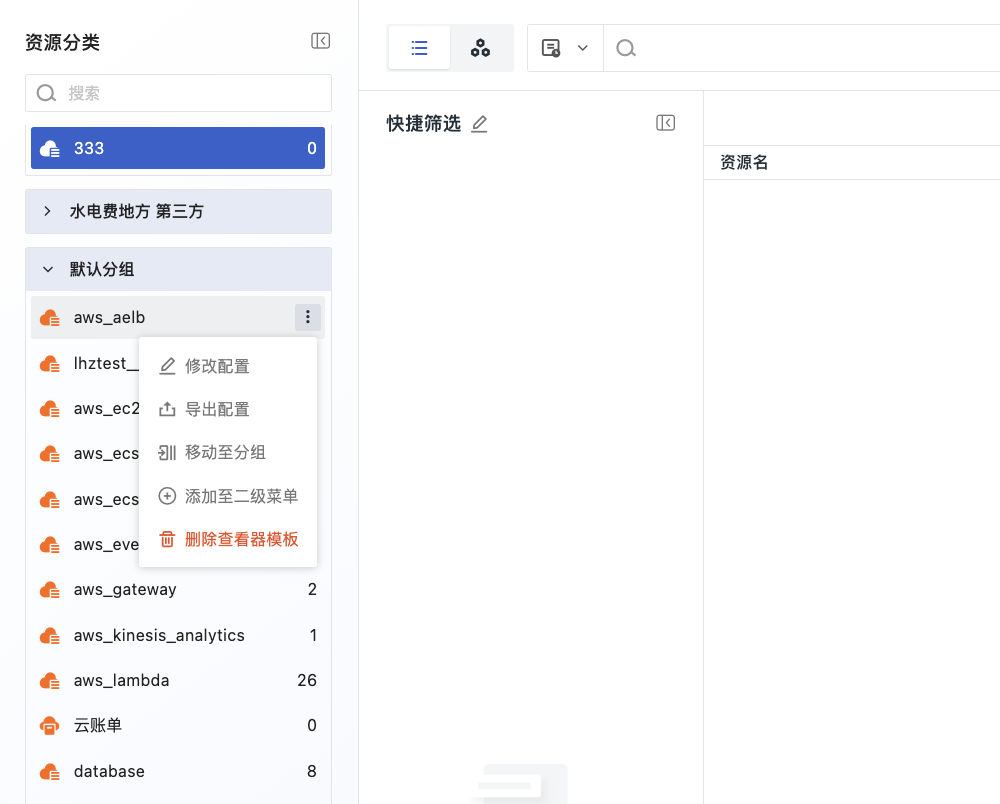 资源分类
搜索
333 0
水电费地方 第三方
默认分组
aws_aelb
lhztest_
aws_ec2
aws_ecs
aws_ecs
aws_eve
修改配置
导出配置
移动至分组
添加至二级菜单
删除查看器模板
aws_gateway 2
aws_kinesis_analytics 1
aws_lambda 26
云账单 0
database 8
快捷筛选
资源名